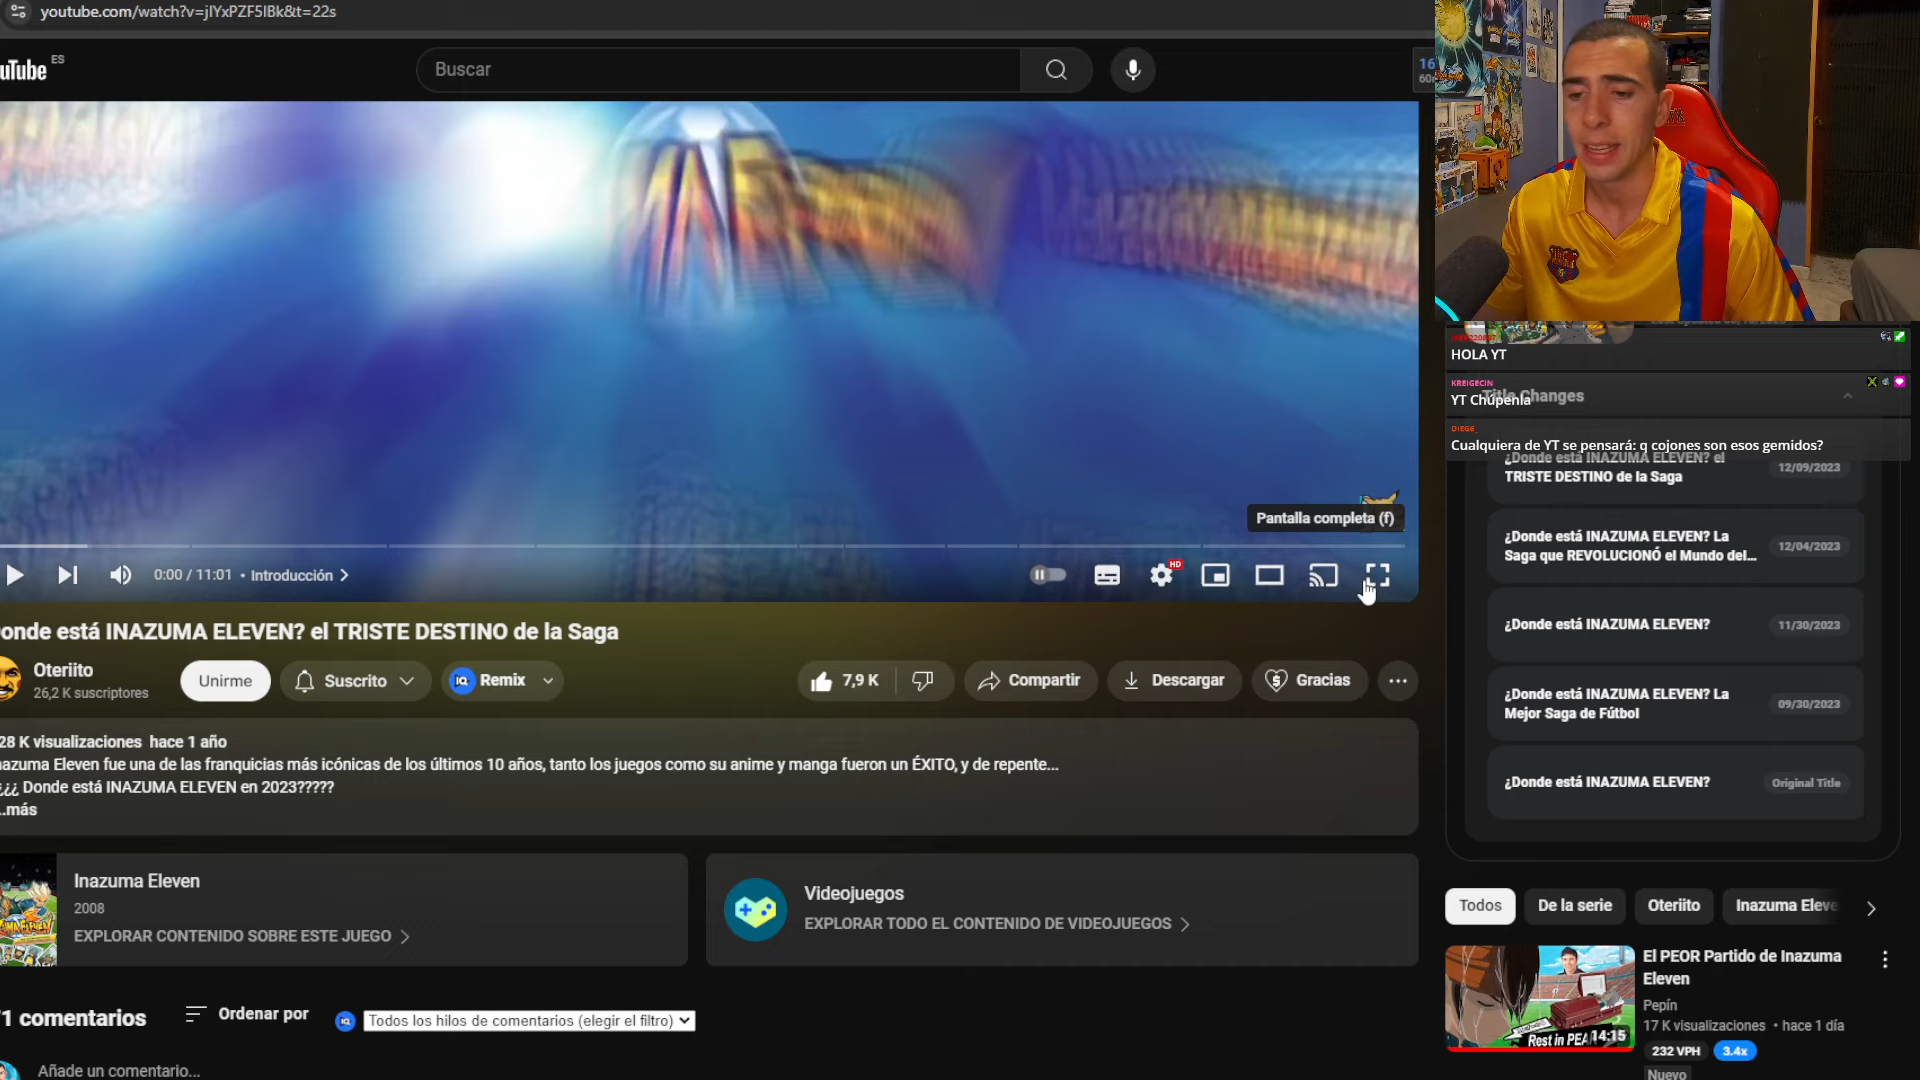 youtube.com/watch?v=jlYxPZF5lBk&t=22s
uTube ES
Buscar
16
HOLA YT
KREIGECIN
YT Chupenla
Title Changes
DIEGG_
Cualquiera de YT se pensará: q cojones son esos gemidos?
¿Donde está INAZUMA ELEVEN? el
TRISTE DESTINO de la Saga
12/09/2023
¿Donde está INAZUMA ELEVEN? La
Saga que REVOLUCIONÓ el Mundo del...
12/04/2023
¿Donde está INAZUMA ELEVEN?
11/30/2023
¿Donde está INAZUMA ELEVEN? La
Mejor Saga de Fútbol
09/30/2023
¿Donde está INAZUMA ELEVEN?
Original Title
Pantalla completa (f)
0:00 / 11:01 • Introducción
HD
onde está INAZUMA ELEVEN? el TRISTE DESTINO de la Saga
Oteriito
26,2 K suscriptores
Unirme
Suscrito
IQ Remix
7,9 K
Compartir
Descargar
Gracias
28 K visualizaciones hace 1 año
azuma Eleven fue una de las franquicias más icónicas de los últimos 10 años, tanto los juegos como su anime y manga fueron un ÉXITO, y de repente...
¿¿¿ Donde está INAZUMA ELEVEN en 2023?????
...más
Inazuma Eleven
2008
EXPLORAR CONTENIDO SOBRE ESTE JUEGO
Videojuegos
EXPLORAR TODO EL CONTENIDO DE VIDEOJUEGOS
1 comentarios
Ordenar por
IQ
Todos los hilos de comentarios (elegir el filtro)
Añade un comentario...
Todos
De la serie
Oteriito
Inazuma Eleve
Rest in PEA
14:15
El PEOR Partido de Inazuma
Eleven
Pepín
17 K visualizaciones • hace 1 día
232 VPH
3.4x
Nuevo